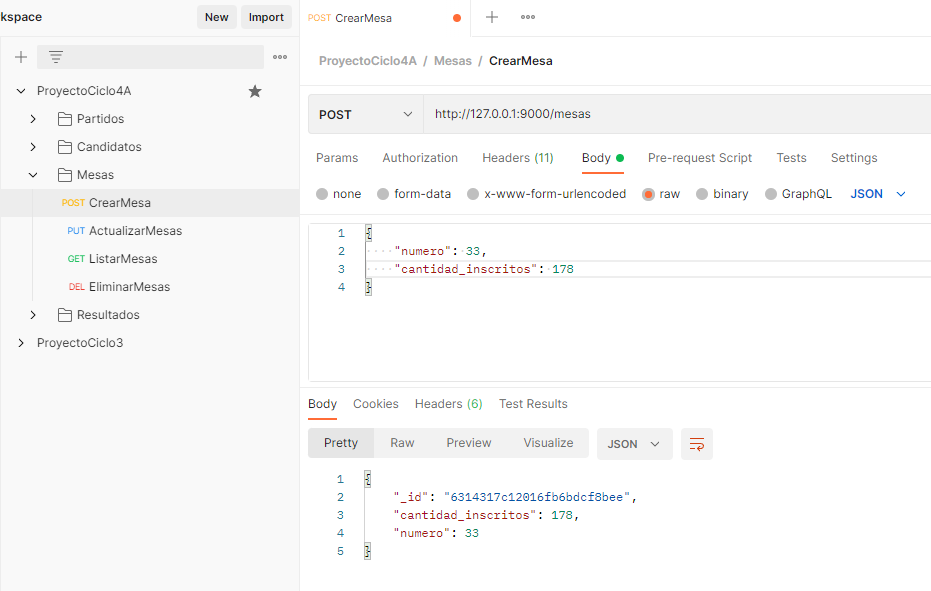 kspace
New Import
POST CrearMesa
ProyectoCiclo4A / Mesas / CrearMesa
ProyectoCiclo4A
Partidos
Candidatos
Mesas
POST CrearMesa
PUT ActualizarMesas
GET ListarMesas
DEL EliminarMesas
Resultados
ProyectoCiclo3
POST http://127.0.0.1:9000/mesas
Params Authorization Headers (11) Body Pre-request Script Tests Settings
none form-data x-www-form-urlencoded raw binary GraphQL JSON
1 {
2 "numero": 33,
3 "cantidad_inscritos": 178
4 }
Body Cookies Headers (6) Test Results
Pretty Raw Preview Visualize JSON
1 {
2 "_id": "6314317c12016fb6bdcf8bee",
3 "cantidad_inscritos": 178,
4 "numero": 33
5 }